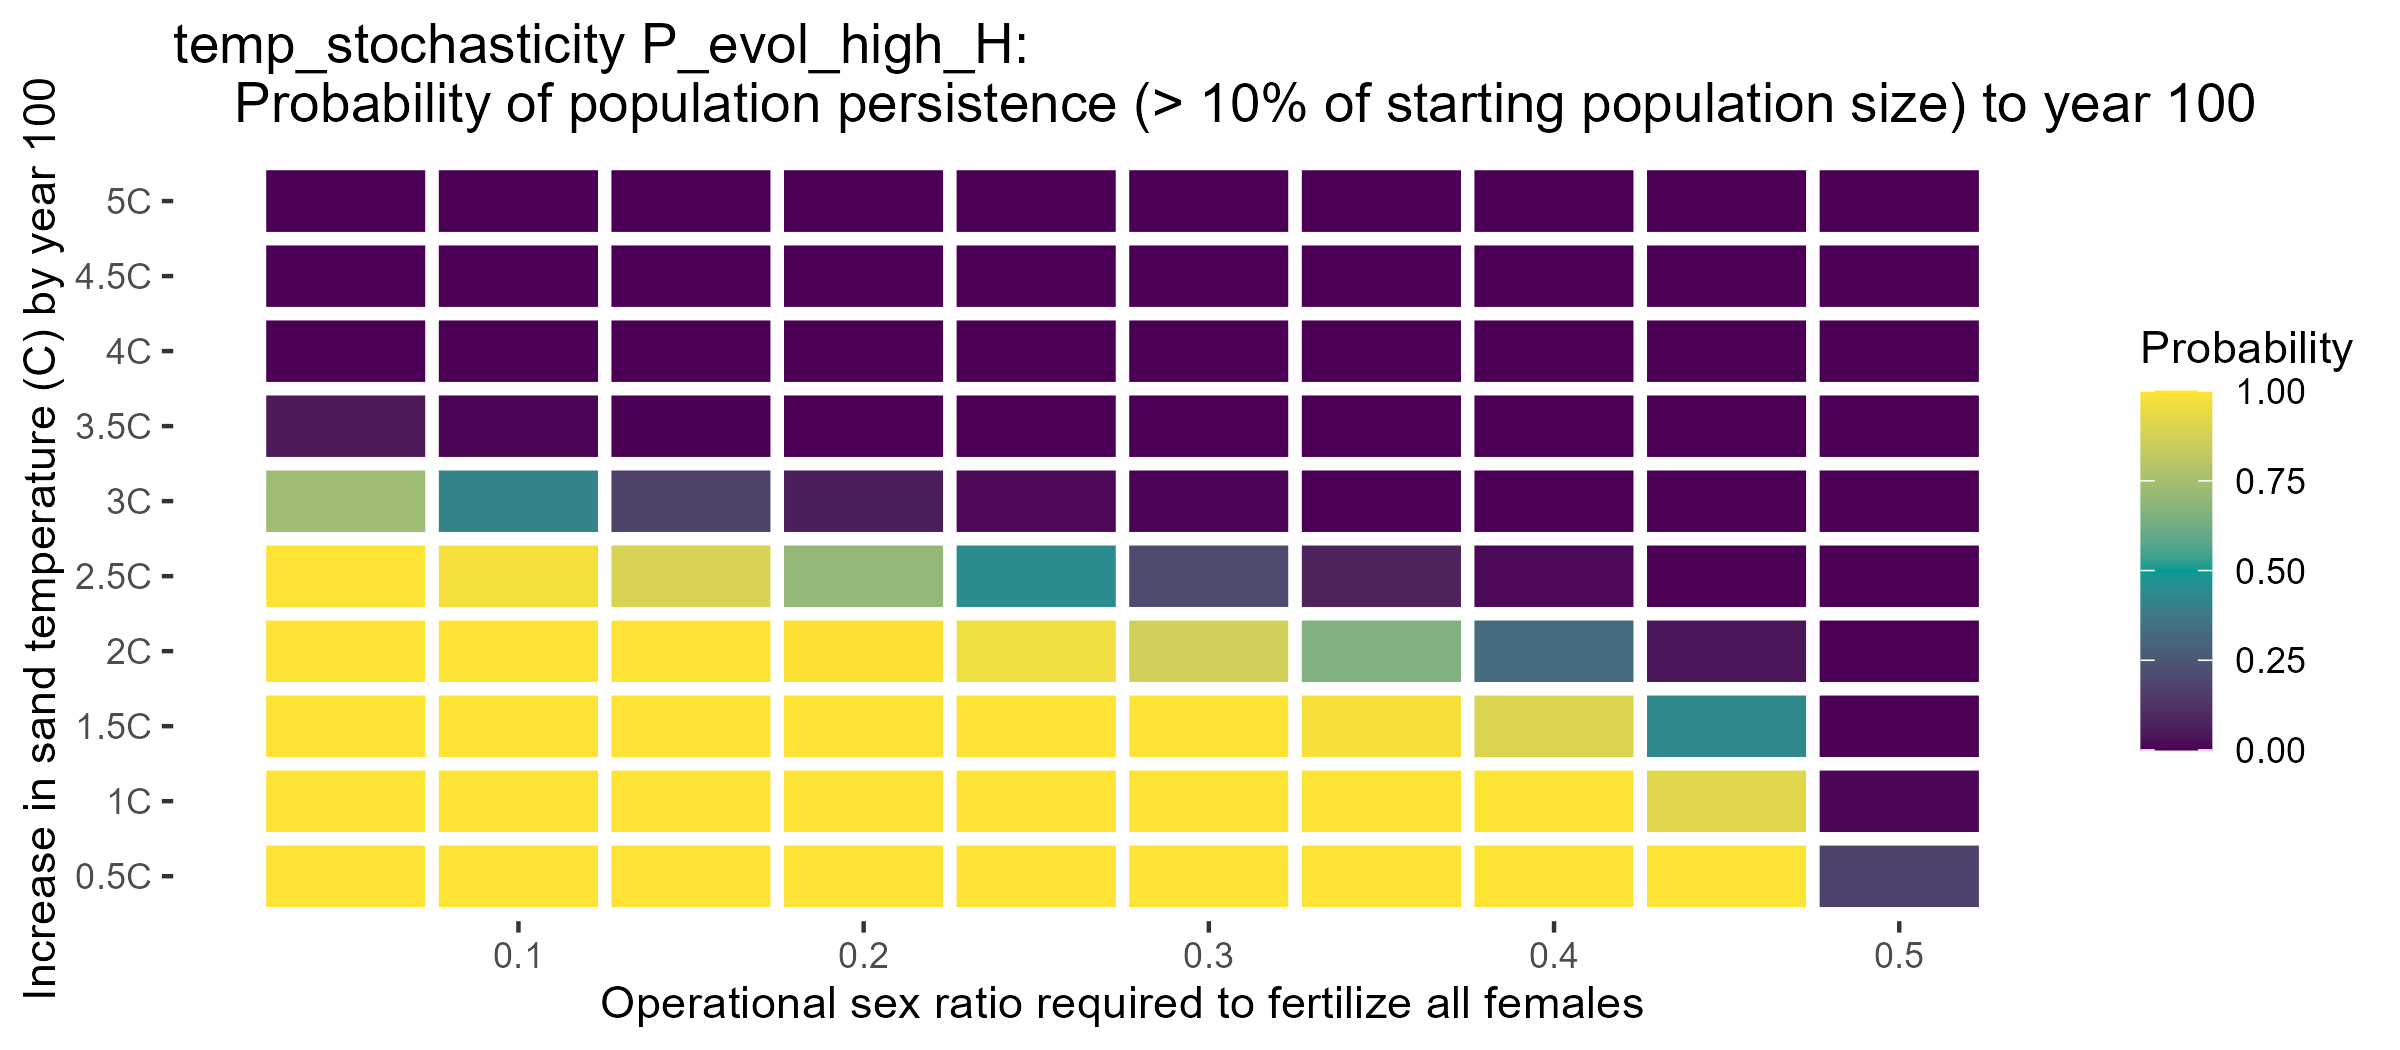 temp_stochasticity P_evol_high_H:
Probability of population persistence (> 10% of starting population size) to year 100
Increase in sand temperature (C) by year 100
5C
4.5C
4C
3.5C
3C
2.5C
2C
1.5C
1C
0.5C
0.1
0.2
0.3
0.4
0.5
Operational sex ratio required to fertilize all females
Probability
1.00
0.75
0.50
0.25
0.00